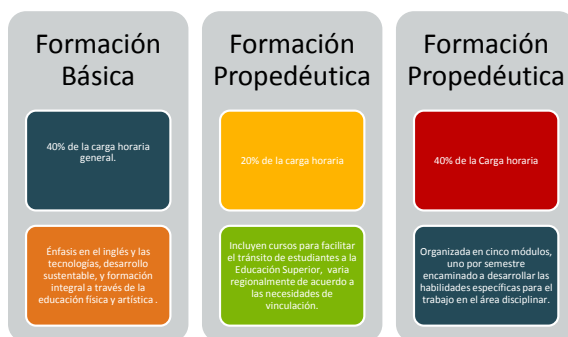 Formación
Básica
40% de la carga horaria
general.
Énfasis en el inglés y las
tecnologías, desarrollo
sustentable, y formación
integral a través de la
educación física y artística .
Formación
Propedéutica
20% de la carga horaria
Incluyen cursos para facilitar
el tránsito de estudiantes a la
Educación Superior, varia
regionalmente de acuerdo a
las necesidades de
vinculación.
Formación
Propedéutica
40% de la Carga horaria
Organizada en cinco módulos,
uno por semestre
encaminado a desarrollar las
habilidades específicas para el
trabajo en el área disciplinar.